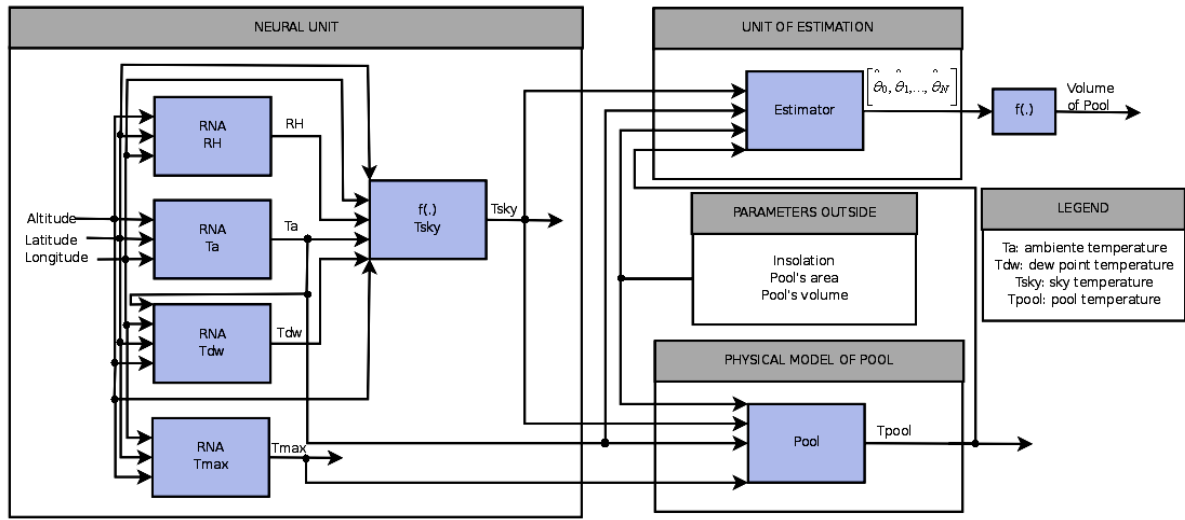 NEURAL UNIT
RNA
RH
RH
Altitude
Latitude
Longitude
RNA
Ta
Ta
f(.)
Tsky
Tsky
RNA
Tdw
Tdw
RNA
Tmax
Tmax
UNIT OF ESTIMATION
Estimator
[θ̂0, θ̂1,..., θ̂N]
f(.)
Volume
of Pool
PARAMETERS OUTSIDE
Insolation
Pool's area
Pool's volume
LEGEND
Ta: ambiente temperature
Tdw: dew point temperature
Tsky: sky temperature
Tpool: pool temperature
PHYSICAL MODEL OF POOL
Pool
Tpool